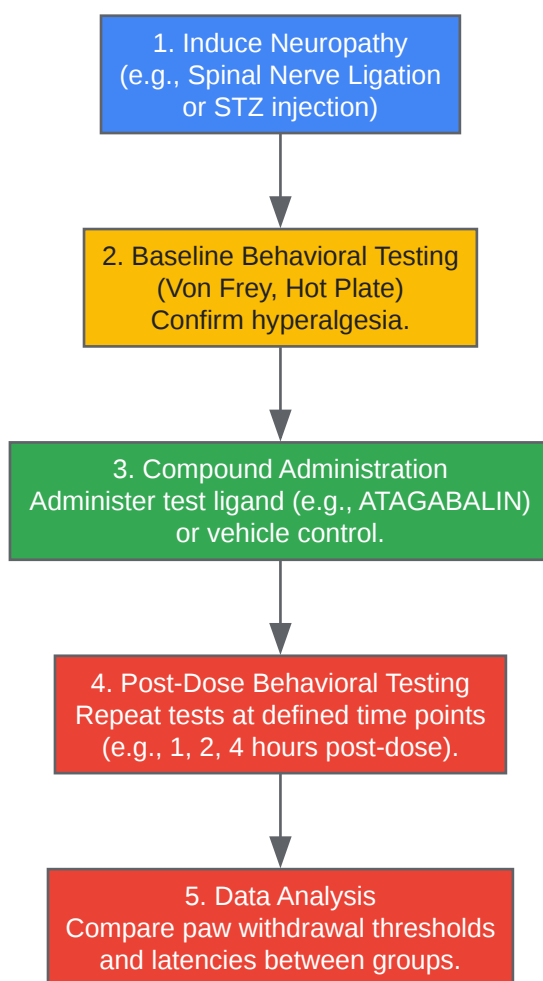 1. Induce Neuropathy
(e.g., Spinal Nerve Ligation
or STZ injection)
2. Baseline Behavioral Testing
(Von Frey, Hot Plate)
Confirm hyperalgesia.
3. Compound Administration
Administer test ligand (e.g., ATAGABALIN)
or vehicle control.
4. Post-Dose Behavioral Testing
Repeat tests at defined time points
(e.g., 1, 2, 4 hours post-dose).
5. Data Analysis
Compare paw withdrawal thresholds
and latencies between groups.